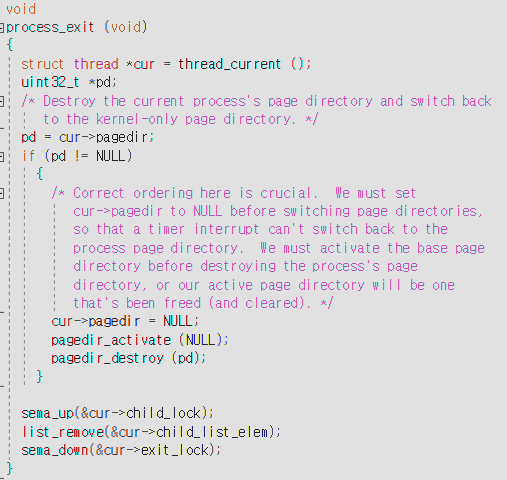 void
process_exit (void)
{
struct thread *cur = thread_current ();
uint32_t *pd;
/* Destroy the current process's page directory and switch back
to the kernel-only page directory. */
pd = cur->pagedir;
if (pd != NULL)
{
/* Correct ordering here is crucial.  We must set
cur->pagedir to NULL before switching page directories,
so that a timer interrupt can't switch back to the
process page directory.  We must activate the base page
directory before destroying the process's page
directory, or our active page directory will be one
that's been freed (and cleared). */
cur->pagedir = NULL;
pagedir_activate (NULL);
pagedir_destroy (pd);
}
sema_up(&cur->child_lock);
list_remove(&cur->child_list_elem);
sema_down(&cur->exit_lock);
}